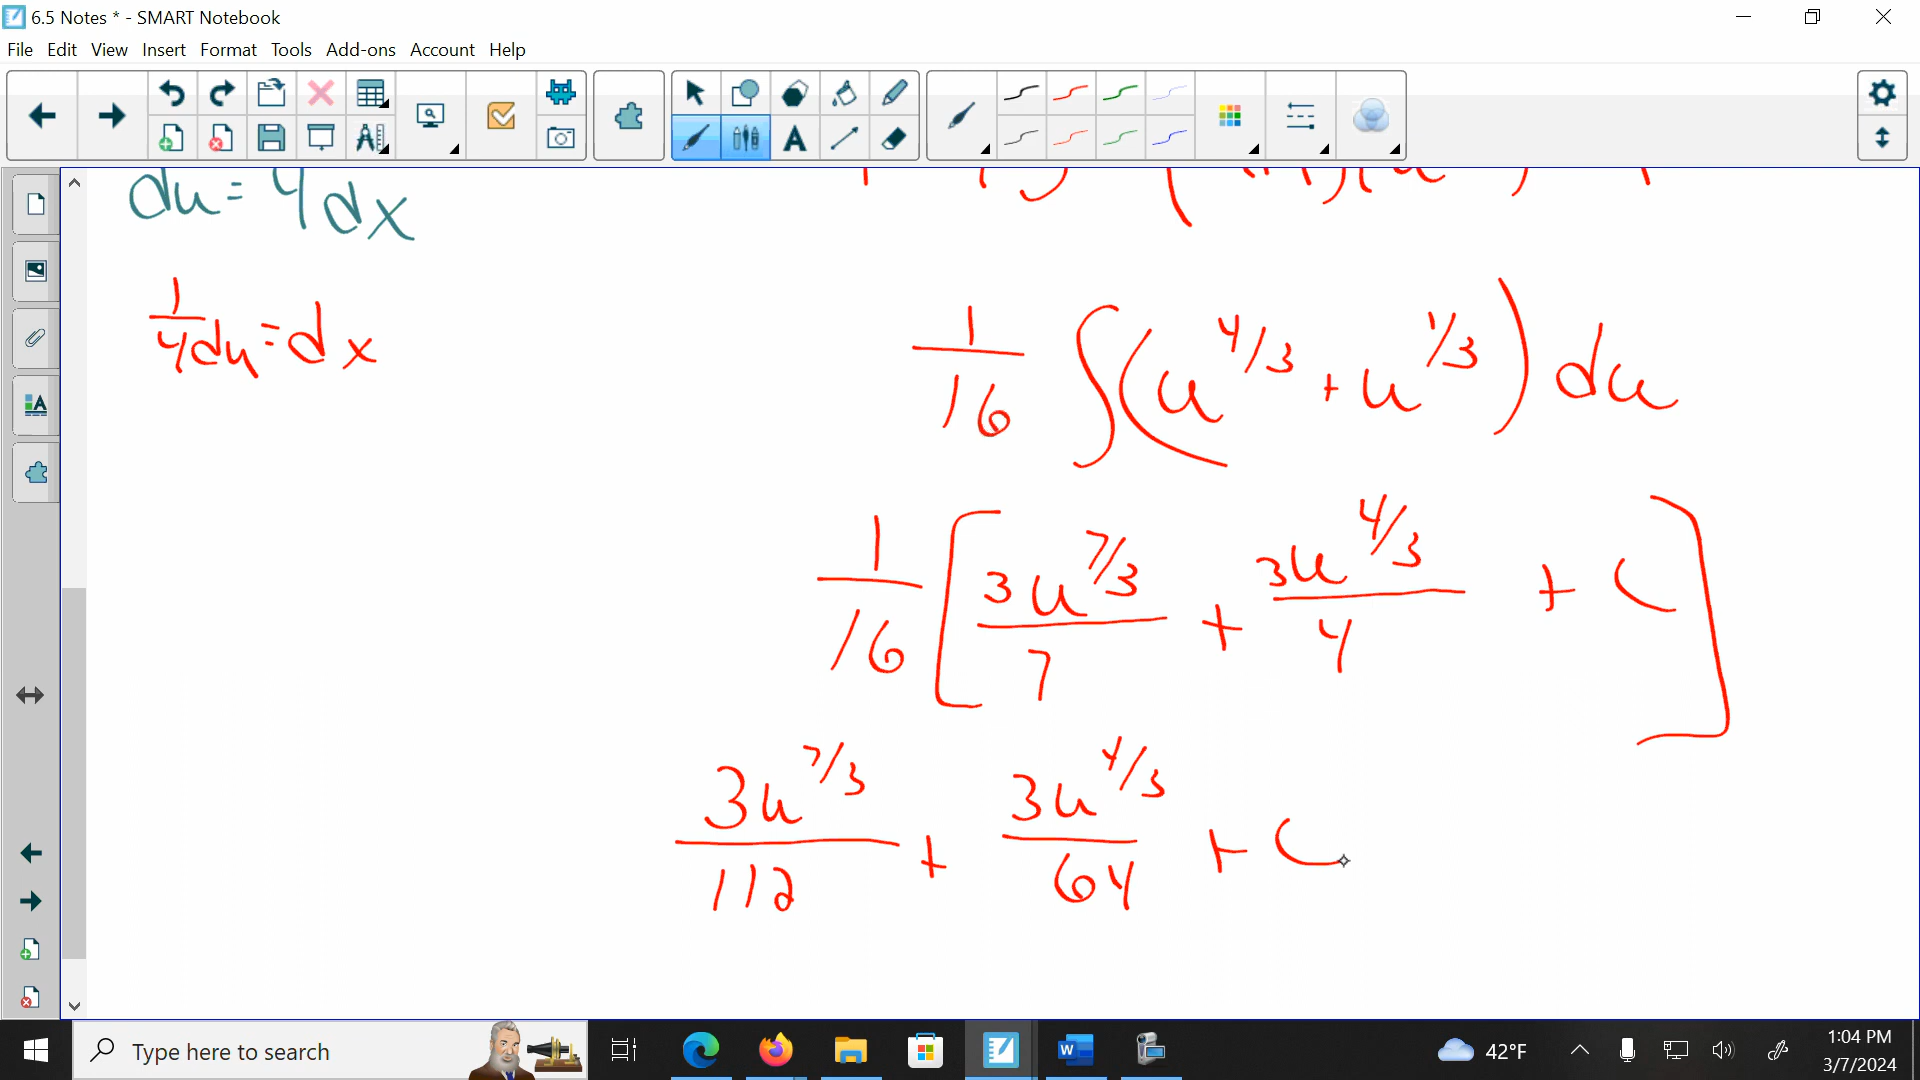 6.5 Notes * - SMART Notebook
File Edit View Insert Format Tools Add-ons Account Help
du = 4dx
1/4 du = dx
1/16 ∫(u^4/3 + u^1/3) du
1/16 [3u^7/3 / 7 + 3u^4/3 / 4 + C]
3u^7/3 / 112 + 3u^4/3 / 64 + C
Type here to search
42°F
1:04 PM
3/7/2024